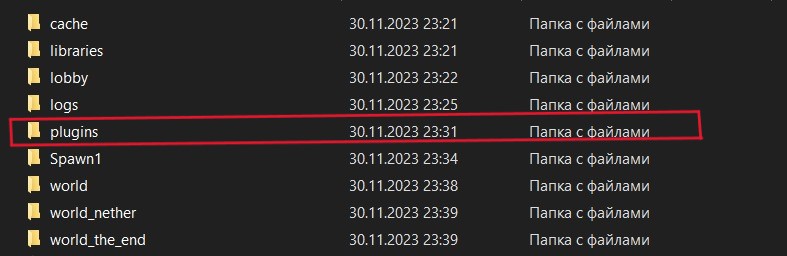 cache 30.11.2023 23:21 Папка с файлами
libraries 30.11.2023 23:21 Папка с файлами
lobby 30.11.2023 23:22 Папка с файлами
logs 30.11.2023 23:25 Папка с файлами
plugins 30.11.2023 23:31 Папка с файлами
Spawn1 30.11.2023 23:34 Папка с файлами
world 30.11.2023 23:38 Папка с файлами
world_nether 30.11.2023 23:39 Папка с файлами
world_the_end 30.11.2023 23:39 Папка с файлами